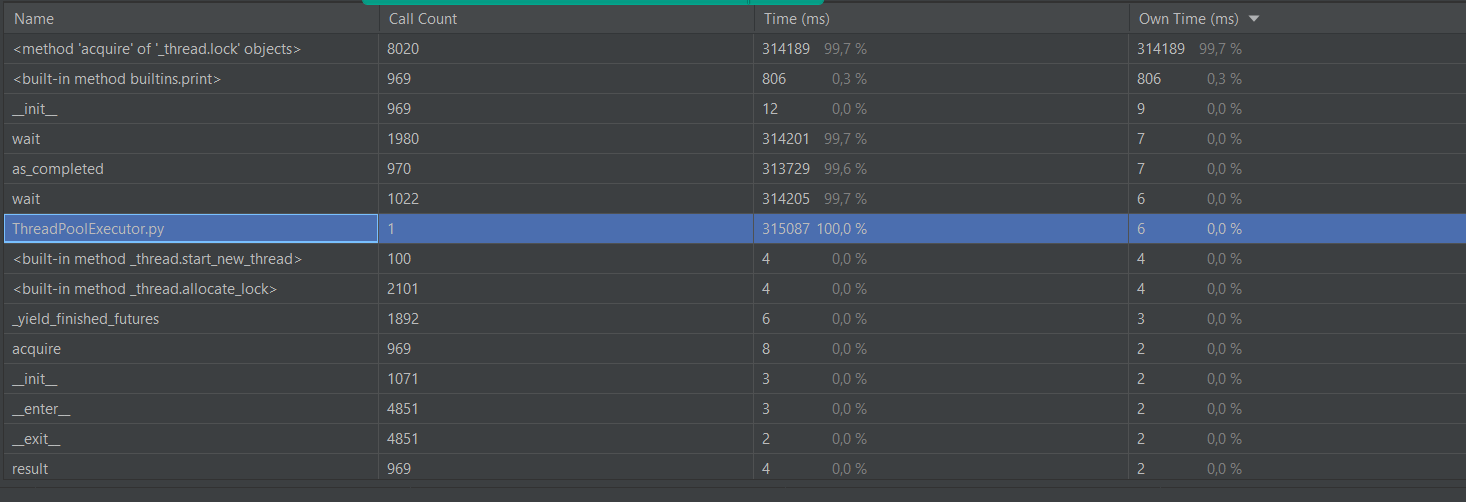 Name Call Count Time (ms) Own Time (ms)
<method 'acquire' of '_thread.lock' objects> 8020 314189 99,7 % 314189 99,7 %
<built-in method builtins.print> 969 806 0,3 % 806 0,3 %
__init__ 969 12 0,0 % 9 0,0 %
wait 1980 314201 99,7 % 7 0,0 %
as_completed 970 313729 99,6 % 7 0,0 %
wait 1022 314205 99,7 % 6 0,0 %
ThreadPoolExecutor.py 1 315087 100,0 % 6 0,0 %
<built-in method _thread.start_new_thread> 100 4 0,0 % 4 0,0 %
<built-in method _thread.allocate_lock> 2101 4 0,0 % 4 0,0 %
_yield_finished_futures 1892 6 0,0 % 3 0,0 %
acquire 969 8 0,0 % 2 0,0 %
__init__ 1071 3 0,0 % 2 0,0 %
__enter__ 4851 3 0,0 % 2 0,0 %
__exit__ 4851 2 0,0 % 2 0,0 %
result 969 4 0,0 % 2 0,0 %